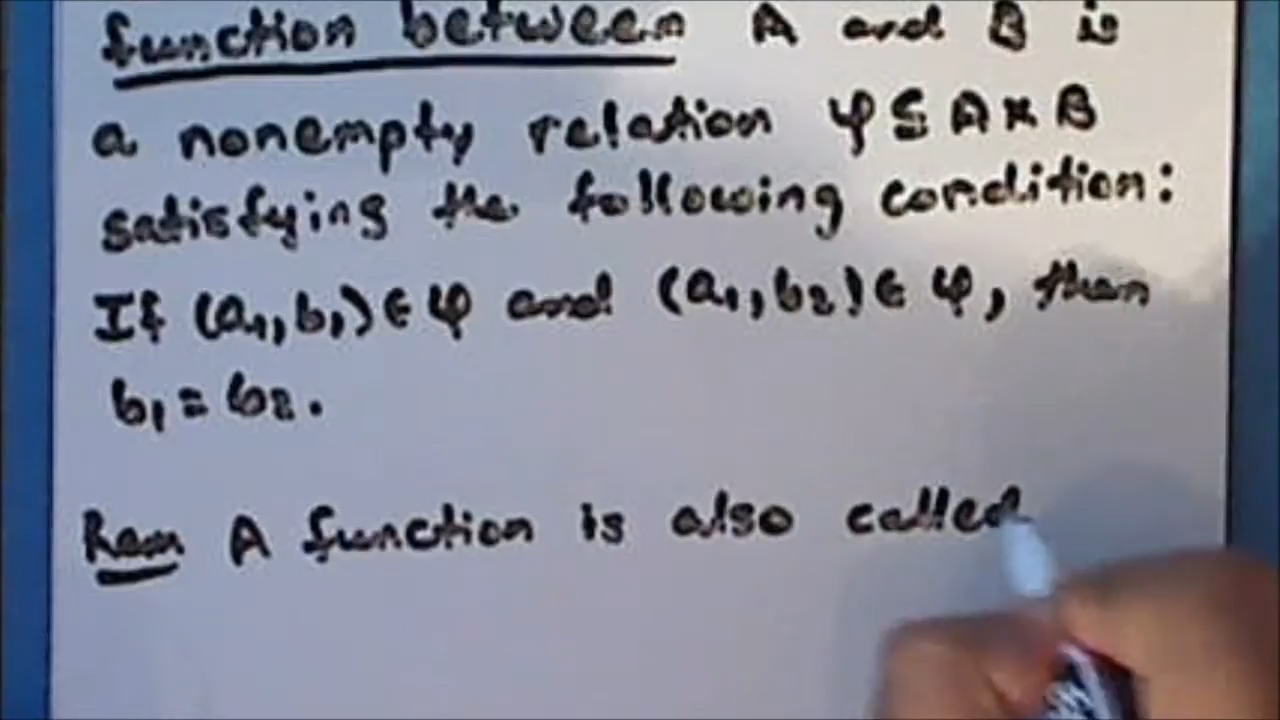 function between A and B is
a nonempty relation φ ⊆ A × B
satisfying the following condition:
If (a₁, b₁) ∈ φ and (a₁, b₂) ∈ φ, then
b₁ = b₂.
Rem A function is also called